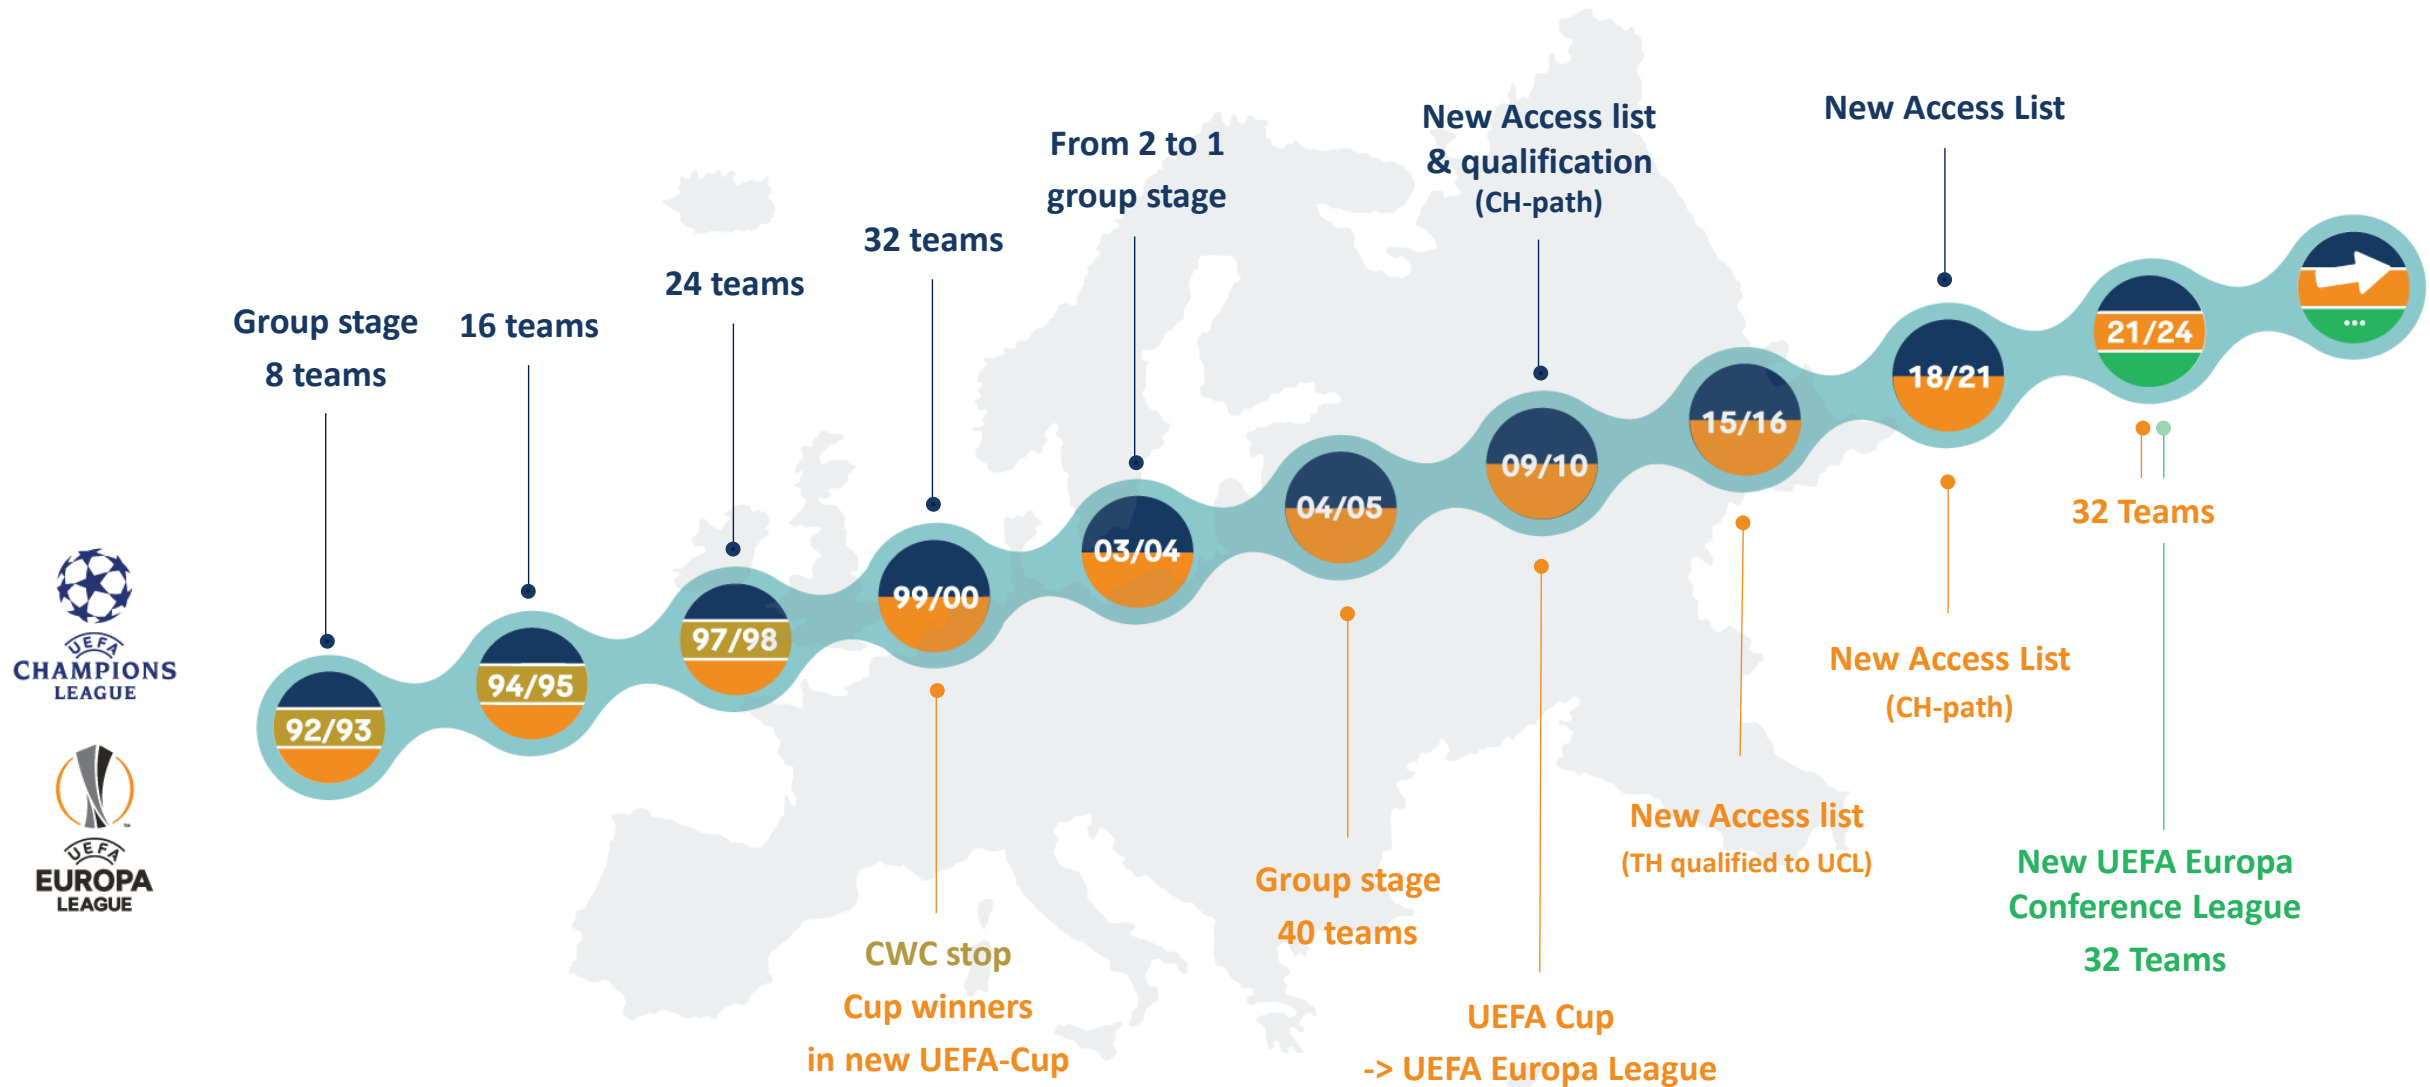 Group stage
8 teams
16 teams
24 teams
32 teams
From 2 to 1
group stage
New Access list
& qualification
(CH-path)
New Access List
92/93
94/95
97/98
99/00
03/04
04/05
09/10
15/16
18/21
21/24
...
UEFA
CHAMPIONS
LEAGUE
UEFA
EUROPA
LEAGUE
CWC stop
Cup winners
in new UEFA-Cup
Group stage
40 teams
UEFA Cup
-> UEFA Europa League
New Access list
(TH qualified to UCL)
New Access List
(CH-path)
32 Teams
New UEFA Europa
Conference League
32 Teams